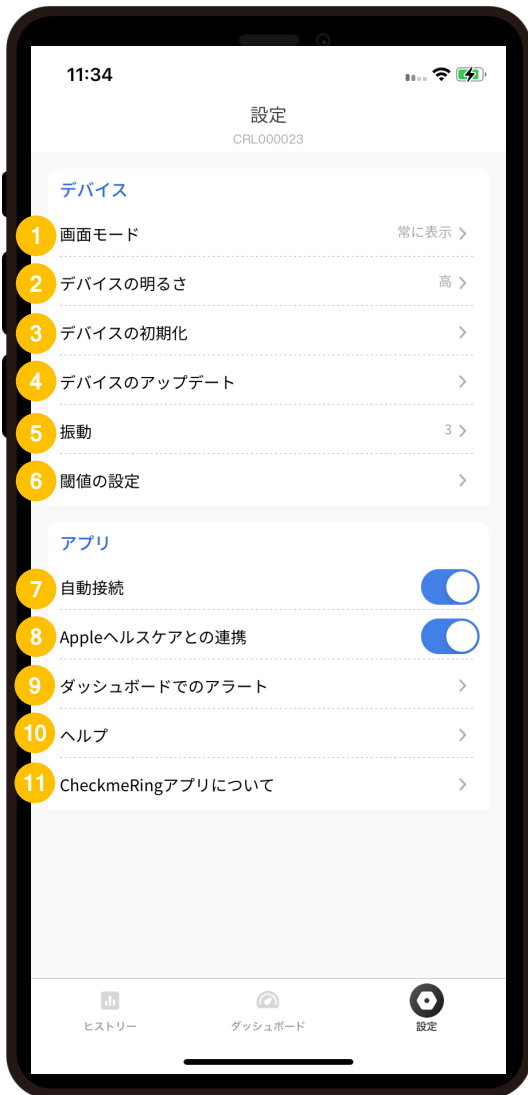 11:34
設定
CRL000023
デバイス
1 画面モード 常に表示
2 デバイスの明るさ 高
3 デバイスの初期化
4 デバイスのアップデート
5 振動 3
6 閾値の設定
アプリ
7 自動接続
8 Appleヘルスケアとの連携
9 ダッシュボードでのアラート
10 ヘルプ
11 CheckmeRingアプリについて
ヒストリー ダッシュボード 設定